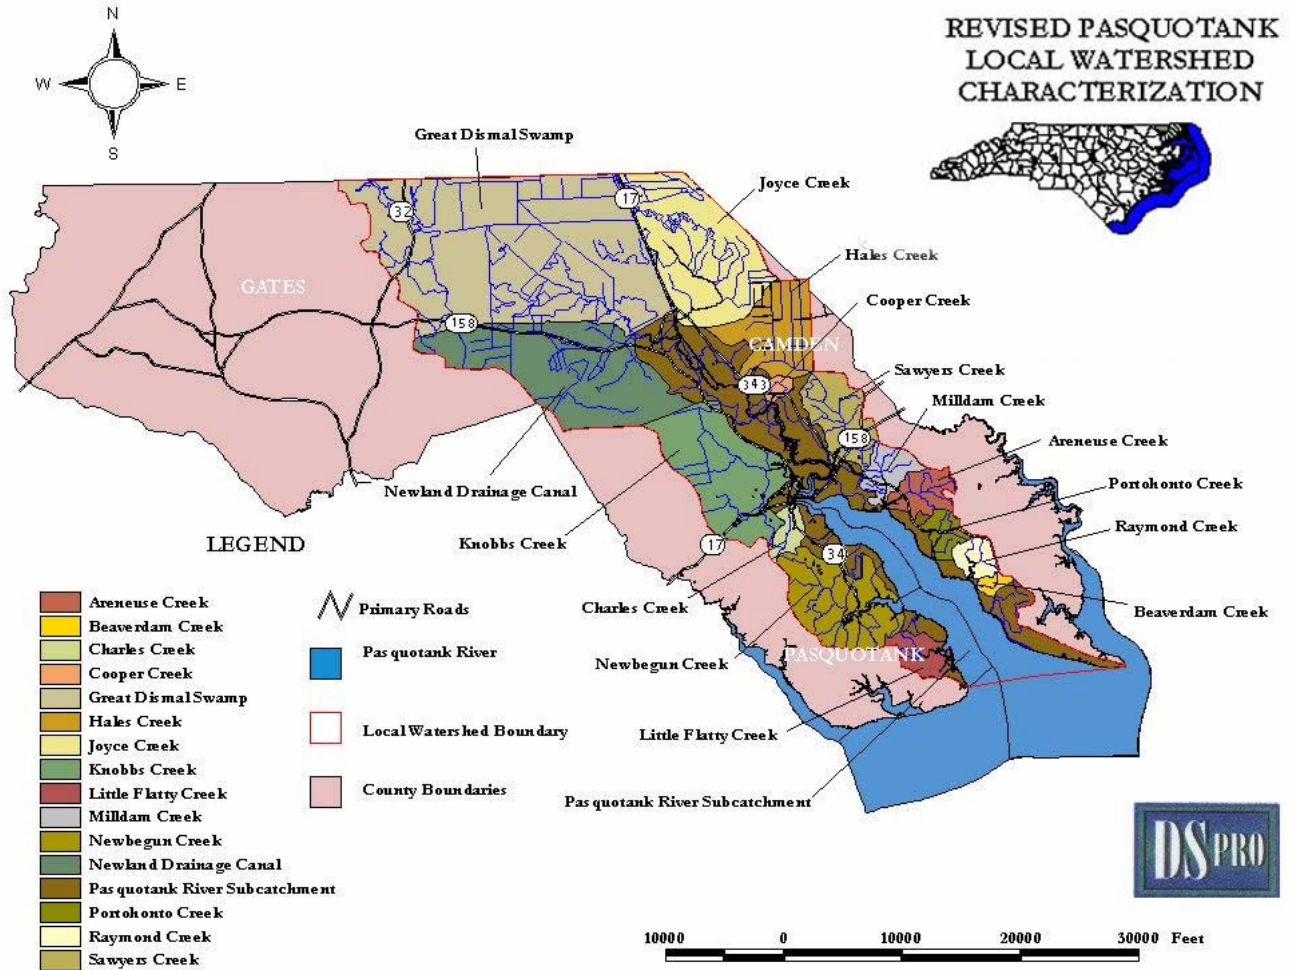 N
W E
S
REVISED PASQUOTANK
LOCAL WATERSHED
CHARACTERIZATION
Great Dismal Swamp
Joyce Creek
32
17
Hales Creek
GATES
Cooper Creek
158
CAMDEN
343
Sawyers Creek
Milldam Creek
158
Areneuse Creek
Newland Drainage Canal
Portohonto Creek
Raymond Creek
Knobbs Creek
17
34
Charles Creek
Beaverdam Creek
Newbegun Creek
PASQUOTANK
Little Flatty Creek
Pasquotank River Subcatchment
LEGEND
Areneuse Creek
Beaverdam Creek
Charles Creek
Cooper Creek
Great Dismal Swamp
Hales Creek
Joyce Creek
Knobbs Creek
Little Flatty Creek
Milldam Creek
Newbegun Creek
Newland Drainage Canal
Pasquotank River Subcatchment
Portohonto Creek
Raymond Creek
Sawyers Creek
Primary Roads
Pasquotank River
Local Watershed Boundary
County Boundaries
DS PRO
10000 0 10000 20000 30000 Feet